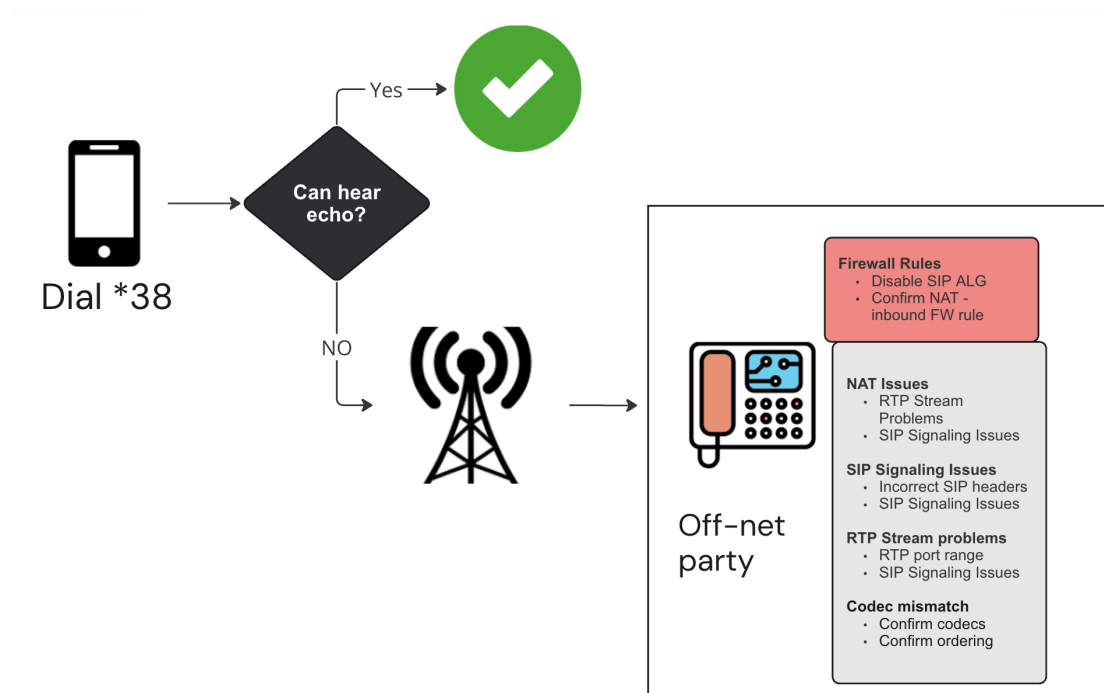 Yes
Can hear
echo?
Dial *38
NO
Off-net
party
Firewall Rules
• Disable SIP ALG
• Confirm NAT -
inbound FW rule
NAT Issues
• RTP Stream
Problems
• SIP Signaling Issues
SIP Signaling Issues
• Incorrect SIP headers
• SIP Signaling Issues
RTP Stream problems
• RTP port range
• SIP Signaling Issues
Codec mismatch
• Confirm codecs
• Confirm ordering